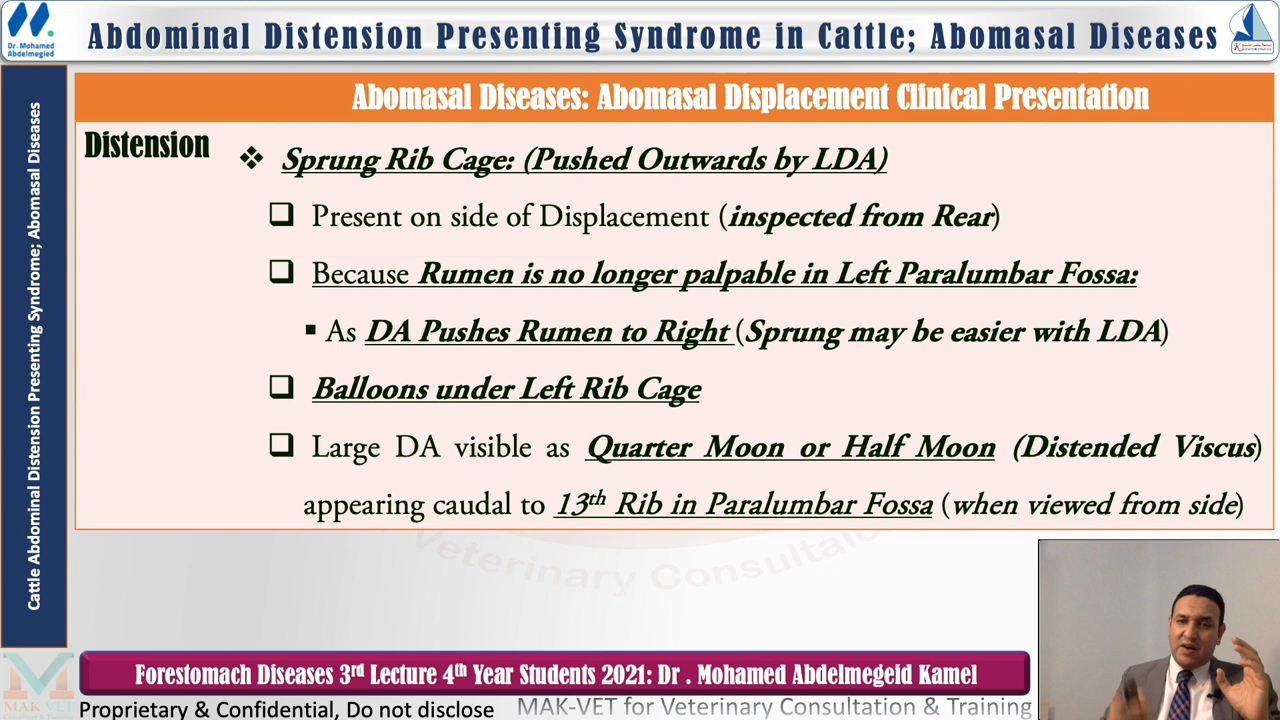 Dr. Mohamed
Abdelmegied
Abdominal Distension Presenting Syndrome in Cattle; Abomasal Diseases
Cattle Abdominal Distension Presenting Syndrome; Abomasal Diseases
Abomasal Diseases: Abomasal Displacement Clinical Presentation
Distension
❖ Sprung Rib Cage: (Pushed Outwards by LDA)
❑ Present on side of Displacement (inspected from Rear)
❑ Because Rumen is no longer palpable in Left Paralumbar Fossa:
▪ As DA Pushes Rumen to Right (Sprung may be easier with LDA)
❑ Balloons under Left Rib Cage
❑ Large DA visible as Quarter Moon or Half Moon (Distended Viscus)
appearing caudal to 13th Rib in Paralumbar Fossa (when viewed from side)
Veterinary Consultat
Forestomach Diseases 3rd Lecture 4th Year Students 2021: Dr . Mohamed Abdelmegeid Kamel
MAK-VET
Proprietary & Confidential, Do not disclose
MAK-VET for Veterinary Consultation & Training